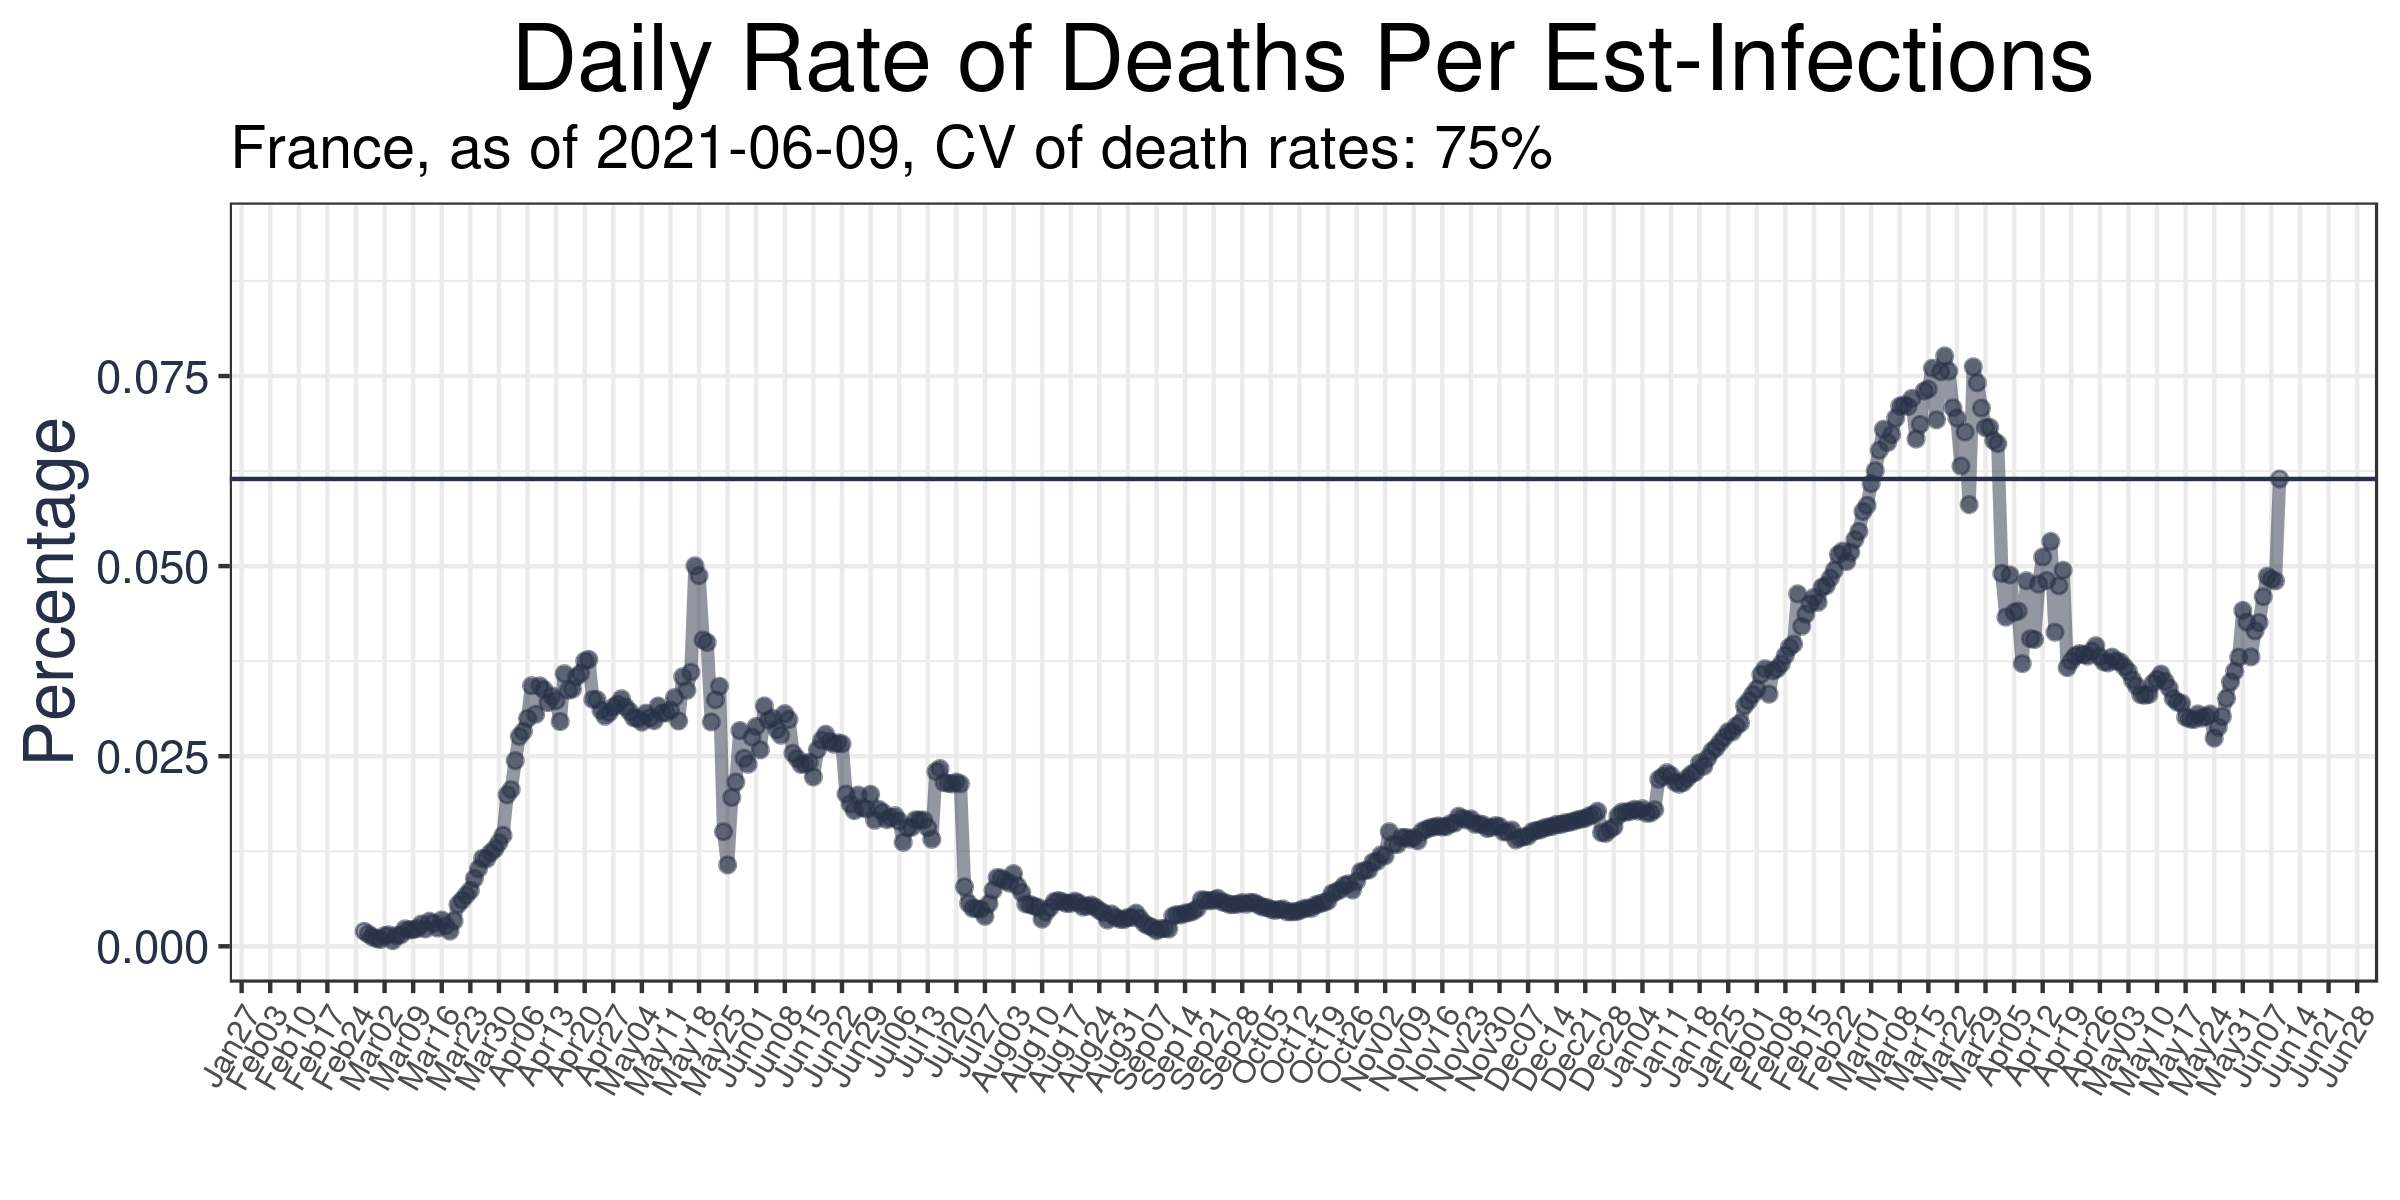 Daily Rate of Deaths Per Est-Infections
France, as of 2021-06-09, CV of death rates: 75%
Percentage
0.075
0.050
0.025
0.000
Jan27
Feb03
Feb10
Feb17
Feb24
Mar02
Mar09
Mar16
Mar23
Mar30
Apr06
Apr13
Apr20
Apr27
May04
May11
May18
May25
Jun01
Jun08
Jun15
Jun22
Jun29
Jul06
Jul13
Jul20
Jul27
Aug03
Aug10
Aug17
Aug24
Aug31
Sep07
Sep14
Sep21
Sep28
Oct05
Oct12
Oct19
Oct26
Nov02
Nov09
Nov16
Nov23
Nov30
Dec07
Dec14
Dec21
Dec28
Jan04
Jan11
Jan18
Jan25
Feb01
Feb08
Feb15
Feb22
Mar01
Mar08
Mar15
Mar22
Mar29
Apr05
Apr12
Apr19
Apr26
May03
May10
May17
May24
May31
Jun07
Jun14
Jun21
Jun28